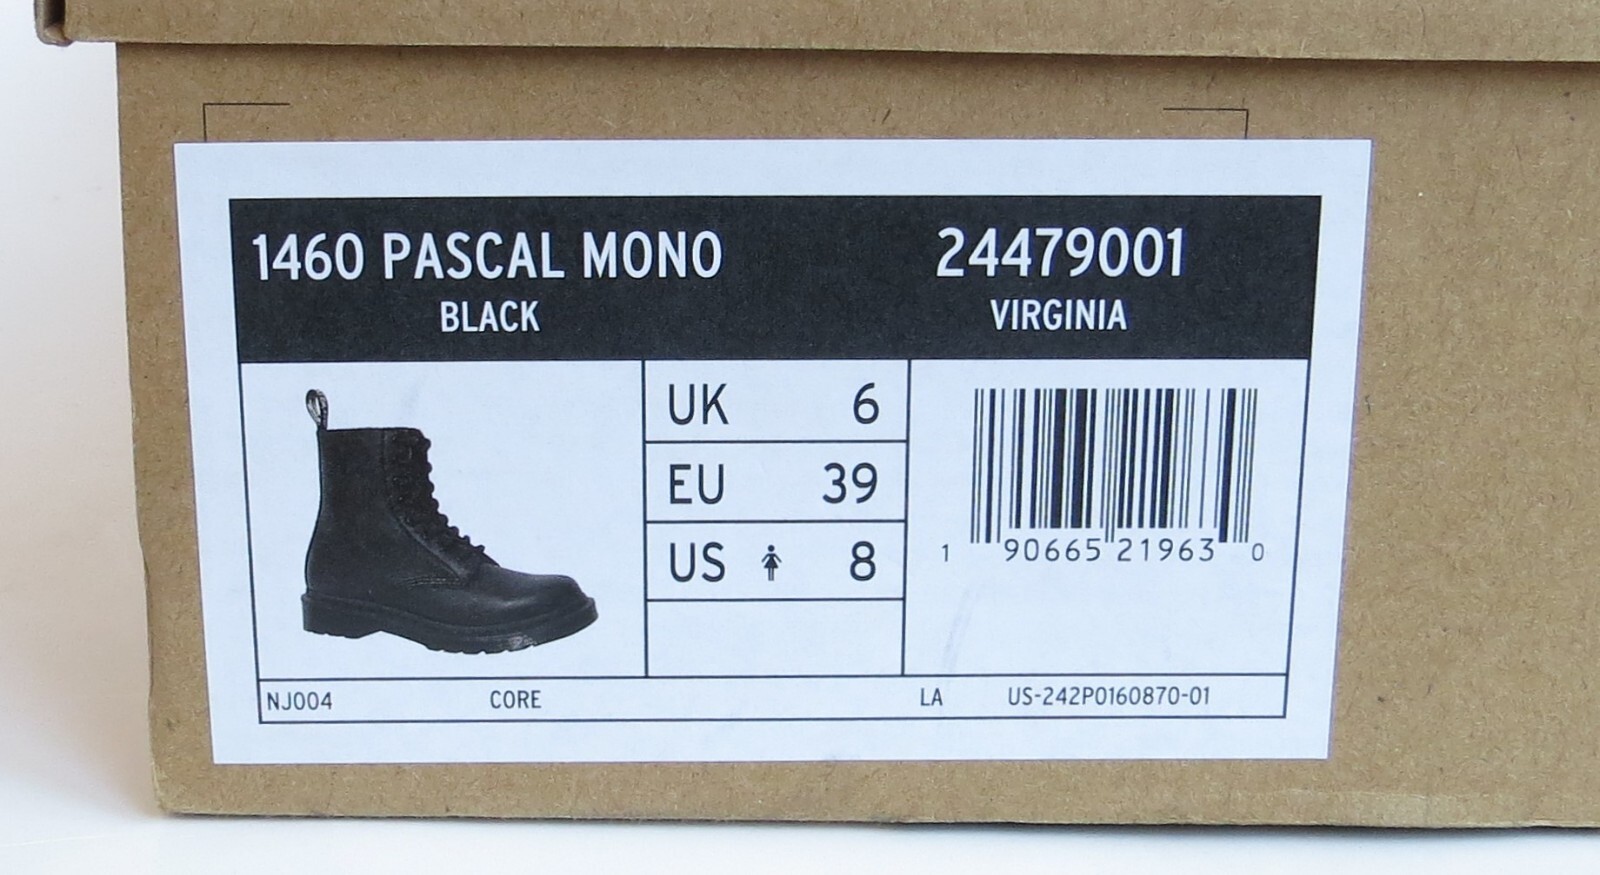 1460 PASCAL MONO
BLACK
24479001
VIRGINIA
UK 6
EU 39
US 8
1 90665 21963 0
NJ004 CORE LA US-242P0160870-01